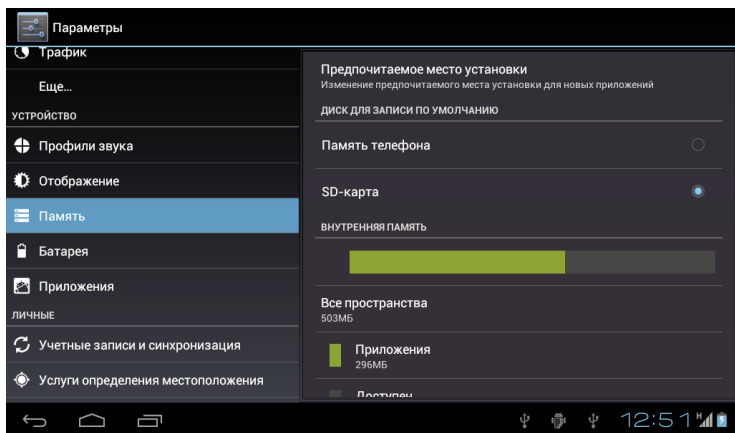 Параметры
Трафик
Еще...
УСТРОЙСТВО
Профили звука
Отображение
Память
Батарея
Приложения
ЛИЧНЫЕ
Учетные записи и синхронизация
Услуги определения местоположения
Предпочитаемое место установки
Изменение предпочитаемого места установки для новых приложений
ДИСК ДЛЯ ЗАПИСИ ПО УМОЛЧАНИЮ
Память телефона
SD-карта
ВНУТРЕННЯЯ ПАМЯТЬ
Все пространства
503МБ
Приложения
296МБ
Доступен
12:51 H